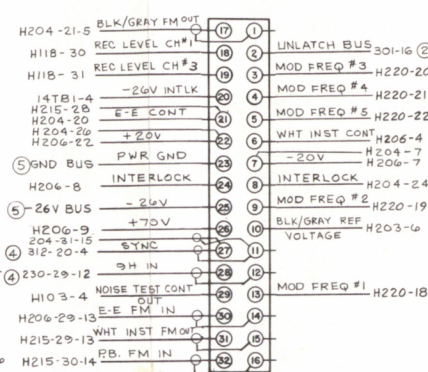 H204-21-5 BLK/GRAY FM OUT 17 1
H118-30 REC LEVEL CH#1 18 2 UNLATCH BUS 301-16 2
H118-31 REC LEVEL CH#3 19 3 MOD FREQ #3 H220-20
14TB1-4 -26V INTLK 20 4 MOD FREQ #4 H220-21
H215-28
H204-20 E-E CONT 21 5 MOD FREQ #5 H220-22
H204-26
H206-22 +20V 22 6 WHT INST CONT H206-4
5 GND BUS PWR GND 23 7 -20V H204-7
H206-7
H206-8 INTERLOCK 24 8 INTERLOCK H204-24
5 -26V BUS -26V 25 9 MOD FREQ #2 H220-19
H206-9 +70V 26 10 BLK/GRAY REF VOLTAGE H203-6
204-31-15
4 312-20-4 SYNC 27 11
4 230-29-12 9H IN 28 12
H103-4 NOISE TEST CONT OUT 29 13 MOD FREQ #1 H220-18
H206-29-13 E-E FM IN 30 14
H215-29-13 WHT INST FM OUT 31 15
H215-30-14 P.B. FM IN 32 16